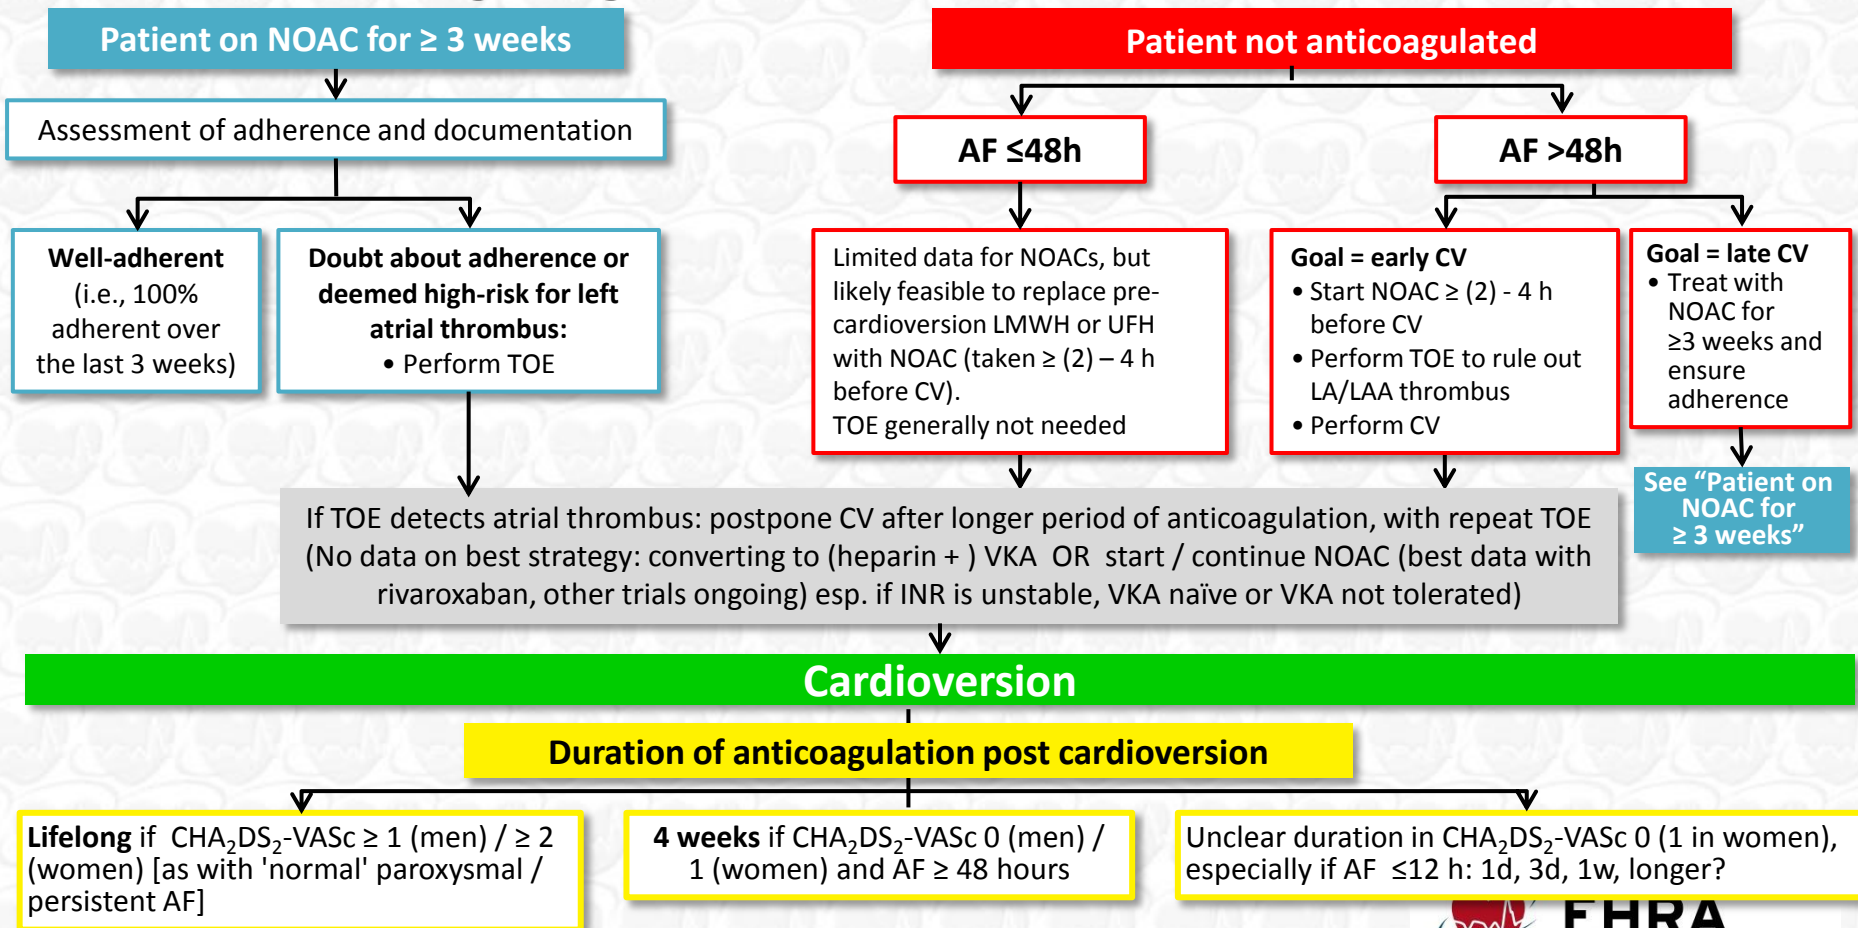 Patient on NOAC for ≥ 3 weeks
Assessment of adherence and documentation
Well-adherent
(i.e., 100%
adherent over
the last 3 weeks)
Doubt about adherence or
deemed high-risk for left
atrial thrombus:
• Perform TOE
Patient not anticoagulated
AF ≤48h
AF >48h
Limited data for NOACs, but
likely feasible to replace pre-
cardioversion LMWH or UFH
with NOAC (taken ≥ (2) – 4 h
before CV).
TOE generally not needed
Goal = early CV
• Start NOAC ≥ (2) - 4 h
before CV
• Perform TOE to rule out
LA/LAA thrombus
• Perform CV
Goal = late CV
• Treat with
NOAC for
≥3 weeks and
ensure
adherence
See “Patient on
NOAC for
≥ 3 weeks”
If TOE detects atrial thrombus: postpone CV after longer period of anticoagulation, with repeat TOE
(No data on best strategy: converting to (heparin + ) VKA OR start / continue NOAC (best data with
rivaroxaban, other trials ongoing) esp. if INR is unstable, VKA naïve or VKA not tolerated)
Cardioversion
Duration of anticoagulation post cardioversion
Lifelong if CHA₂DS₂-VASc ≥ 1 (men) / ≥ 2
(women) [as with 'normal' paroxysmal /
persistent AF]
4 weeks if CHA₂DS₂-VASc 0 (men) /
1 (women) and AF ≥ 48 hours
Unclear duration in CHA₂DS₂-VASc 0 (1 in women),
especially if AF ≤12 h: 1d, 3d, 1w, longer?
EHRA